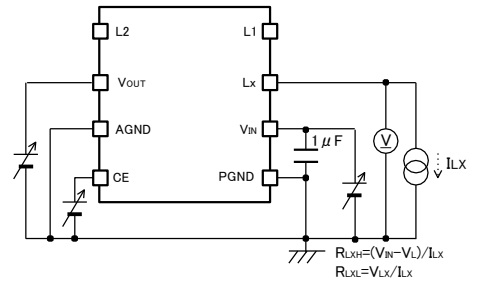 L2 L1
VOUT Lx
AGND VIN 1μF V ILX
CE PGND
RLXH=(VIN-VL)/ILX
RLXL=VLX/ILX